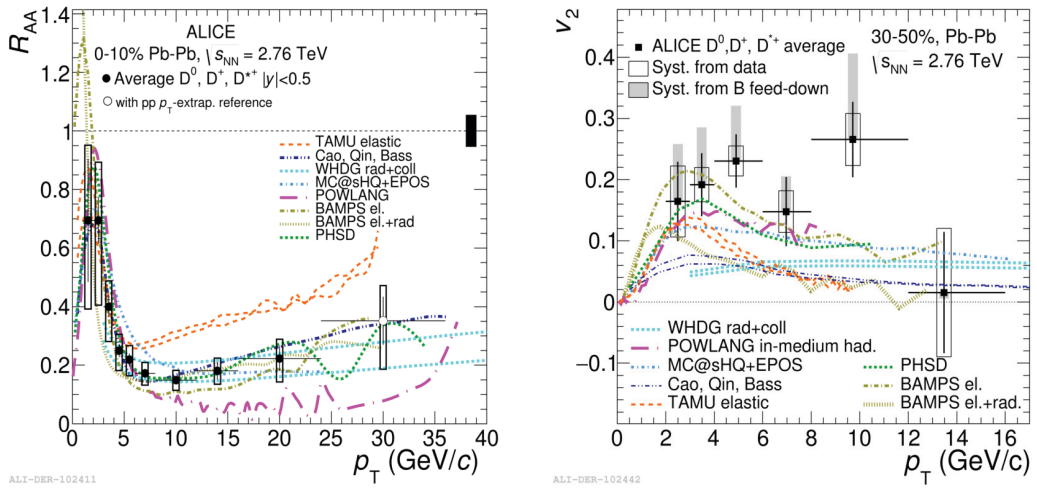 R_AA
1.4
1.2
1
0.8
0.6
0.4
0.2
0
0 5 10 15 20 25 30 35 40
p_T (GeV/c)
ALICE
0-10% Pb-Pb, √s_NN = 2.76 TeV
Average D^0, D^+, D^*+ |y|<0.5
with pp p_T-extrap. reference
TAMU elastic
Cao, Qin, Bass
WHDG rad+coll
MC@sHQ+EPOS
POWLANG
BAMPS el.
BAMPS el.+rad
PHSD
ALI-DER-102411
v_2
0.4
0.3
0.2
0.1
0
−0.1
0 2 4 6 8 10 12 14 16
p_T (GeV/c)
ALICE D^0,D^+, D^*+ average
Syst. from data
Syst. from B feed-down
30-50%, Pb-Pb
√s_NN = 2.76 TeV
WHDG rad+coll
POWLANG in-medium had.
MC@sHQ+EPOS
Cao, Qin, Bass
TAMU elastic
PHSD
BAMPS el.
BAMPS el.+rad.
ALI-DER-102442